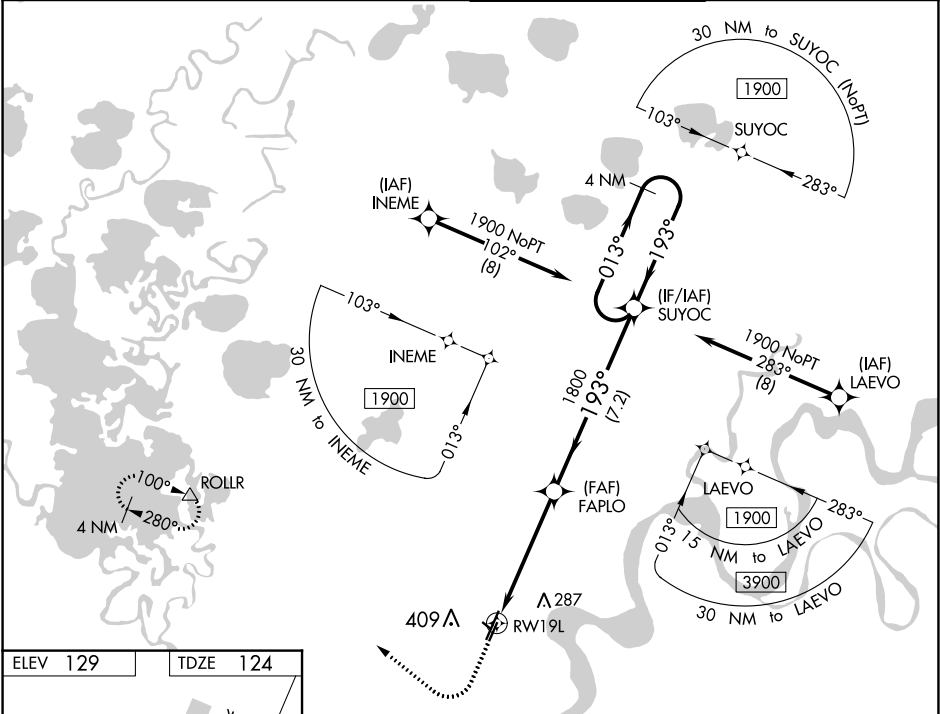 30 NM to SUYOC (NoPT)
1900
103°
SUYOC
283°
4 NM
013°
193°
(IAF)
INEME
1900 NoPT
102°
(8)
(IF/IAF)
SUYOC
103°
INEME
1900
013°
30 NM to INEME
1900 NoPT
283°
(8)
(IAF)
LAEVO
1800
193°
(7.2)
100°
ROLLR
4 NM
280°
(FAF)
FAPLO
LAEVO
283°
1900
013°
15 NM to LAEVO
3900
30 NM to LAEVO
409
287
RW19L
ELEV 129
TDZE 124